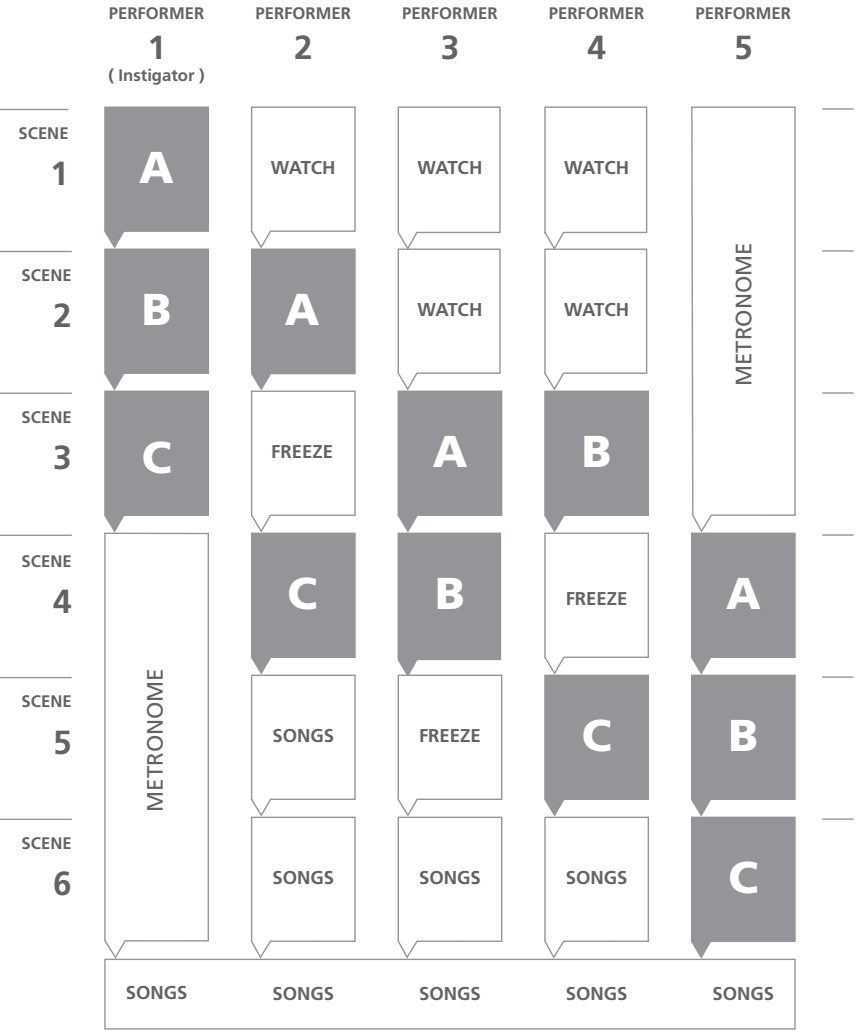 PERFORMER PERFORMER PERFORMER PERFORMER PERFORMER
1 2 3 4 5
( Instigator )
SCENE
1
A WATCH WATCH WATCH
METRONOME
SCENE
2
B A WATCH WATCH
SCENE
3
C FREEZE A B
SCENE
4
C B FREEZE A
METRONOME
SCENE
5
SONGS FREEZE C B
SCENE
6
SONGS SONGS SONGS C
SONGS SONGS SONGS SONGS SONGS